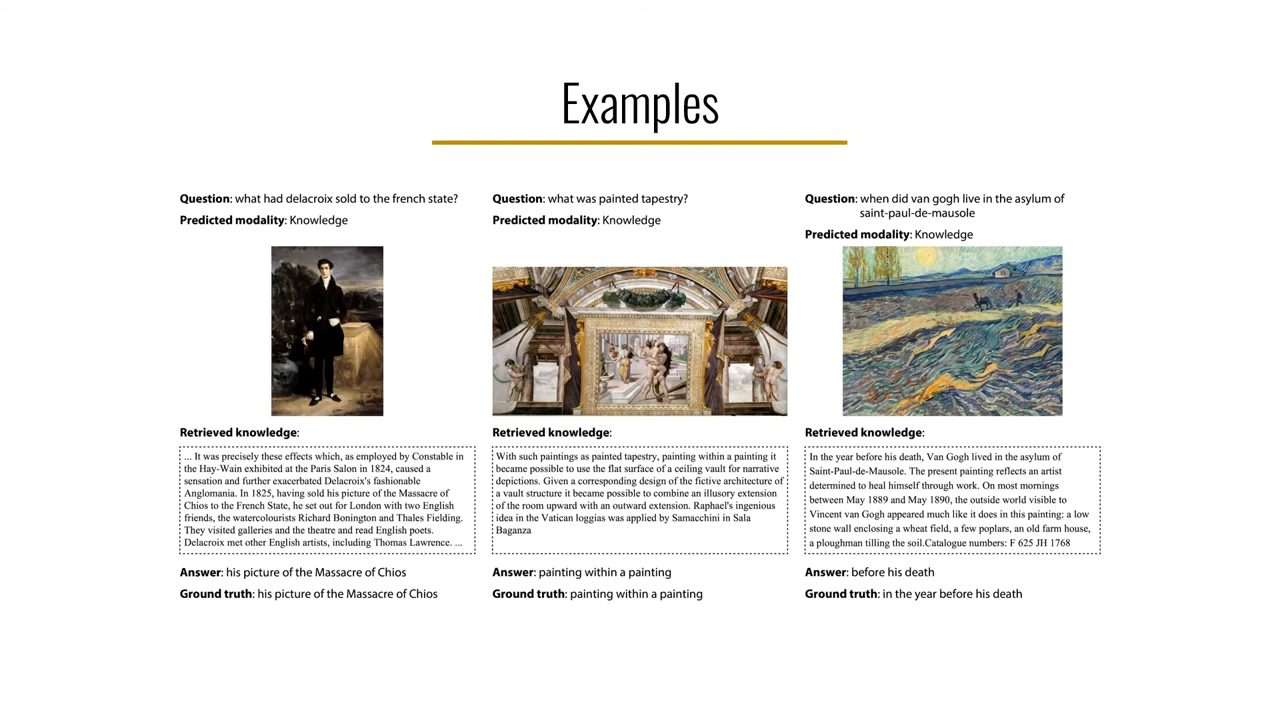 Examples
Question: what had delacroix sold to the french state?
Predicted modality: Knowledge
Retrieved knowledge:
... It was precisely these effects which, as employed by Constable in
the Hay-Wain exhibited at the Paris Salon in 1824, caused a
sensation and further exacerbated Delacroix's fashionable
Anglomania. In 1825, having sold his picture of the Massacre of
Chios to the French State, he set out for London with two English
friends, the watercolourists Richard Bonington and Thales Fielding.
They visited galleries and the theatre and read English poets.
Delacroix met other English artists, including Thomas Lawrence. ...
Answer: his picture of the Massacre of Chios
Ground truth: his picture of the Massacre of Chios
Question: what was painted tapestry?
Predicted modality: Knowledge
Retrieved knowledge:
With such paintings as painted tapestry, painting within a painting it
became possible to use the flat surface of a ceiling vault for narrative
depictions. Given a corresponding design of the fictive architecture of
a vault structure it became possible to combine an illusory extension
of the room upward with an outward extension. Raphael's ingenious
idea in the Vatican loggias was applied by Samacchini in Sala
Baganza
Answer: painting within a painting
Ground truth: painting within a painting
Question: when did van gogh live in the asylum of
saint-paul-de-mausole
Predicted modality: Knowledge
Retrieved knowledge:
In the year before his death, Van Gogh lived in the asylum of
Saint-Paul-de-Mausole. The present painting reflects an artist
determined to heal himself through work. On most mornings
between May 1889 and May 1890, the outside world visible to
Vincent van Gogh appeared much like it does in this painting: a low
stone wall enclosing a wheat field, a few poplars, an old farm house,
a ploughman tilling the soil.Catalogue numbers: F 625 JH 1768
Answer: before his death
Ground truth: in the year before his death